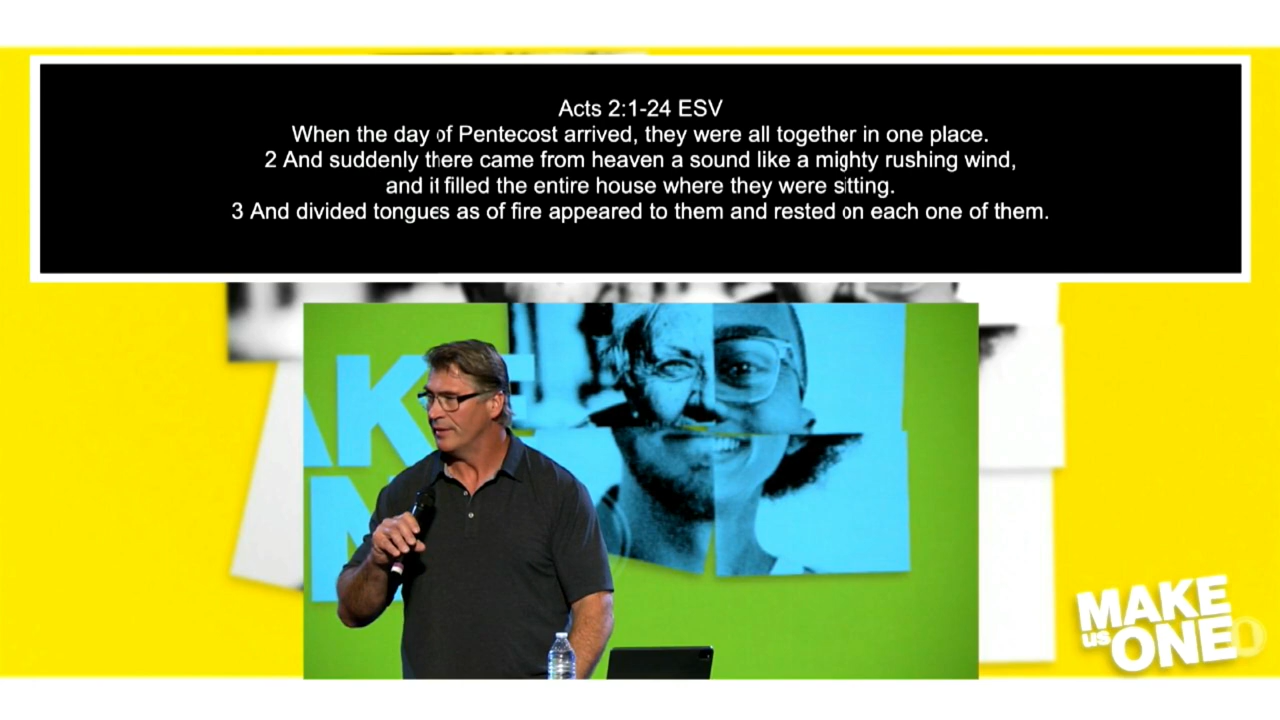 Acts 2:1-24 ESV
When the day of Pentecost arrived, they were all together in one place.
2 And suddenly there came from heaven a sound like a mighty rushing wind,
and it filled the entire house where they were sitting.
3 And divided tongues as of fire appeared to them and rested on each one of them.
AKE
MAKE
us ONE